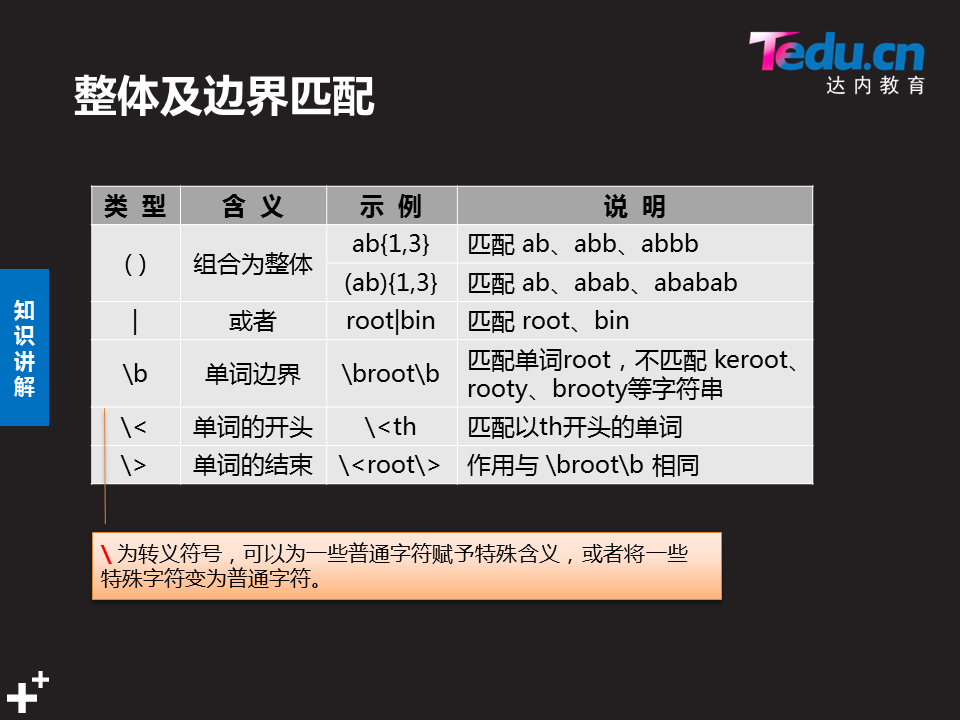 Tedu.cn
达内教育
整体及边界匹配
类 型 含 义 示 例 说 明
( ) 组合为整体 ab{1,3} 匹配 ab、abb、abbb
(ab){1,3} 匹配 ab、abab、ababab
| 或者 root|bin 匹配 root、bin
\b 单词边界 \broot\b 匹配单词root，不匹配 keroot、
rooty、brooty等字符串
\< 单词的开头 \<th 匹配以th开头的单词
\> 单词的结束 \<root\> 作用与 \broot\b 相同
知
识
讲
解
\ 为转义符号，可以为一些普通字符赋予特殊含义，或者将一些
特殊字符变为普通字符。